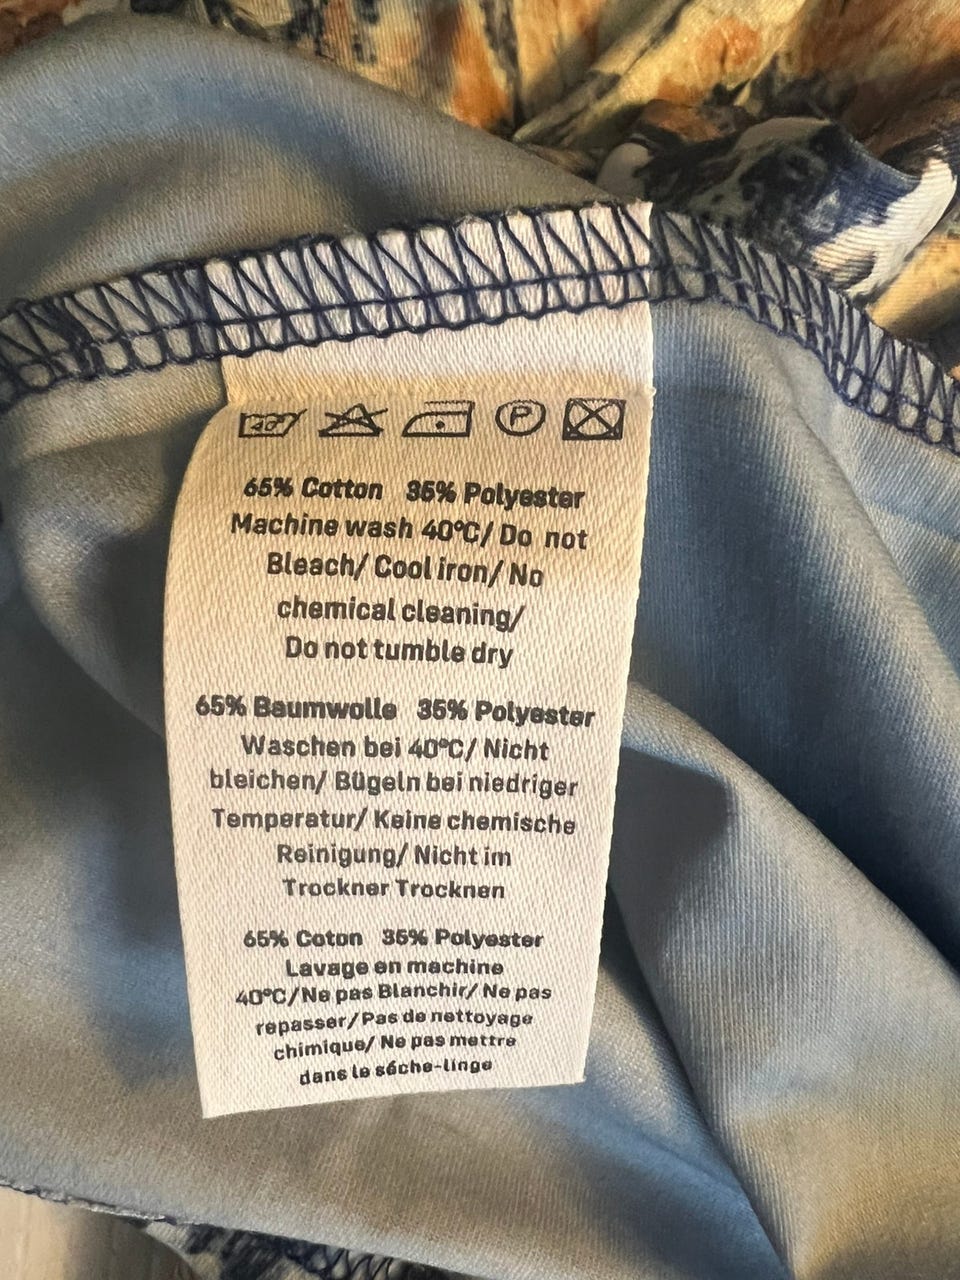 40° P
65% Cotton 35% Polyester
Machine wash 40°C/ Do not
Bleach/ Cool iron/ No
chemical cleaning/
Do not tumble dry
65% Baumwolle 35% Polyester
Waschen bei 40°C/ Nicht
bleichen/ Bügeln bei niedriger
Temperatur/ Keine chemische
Reinigung/ Nicht im
Trockner Trocknen
65% Coton 35% Polyester
Lavage en machine
40°C/Ne pas Blanchir/ Ne pas
repasser/Pas de nettoyage
chimique/ Ne pas mettre
dans le séche-linge